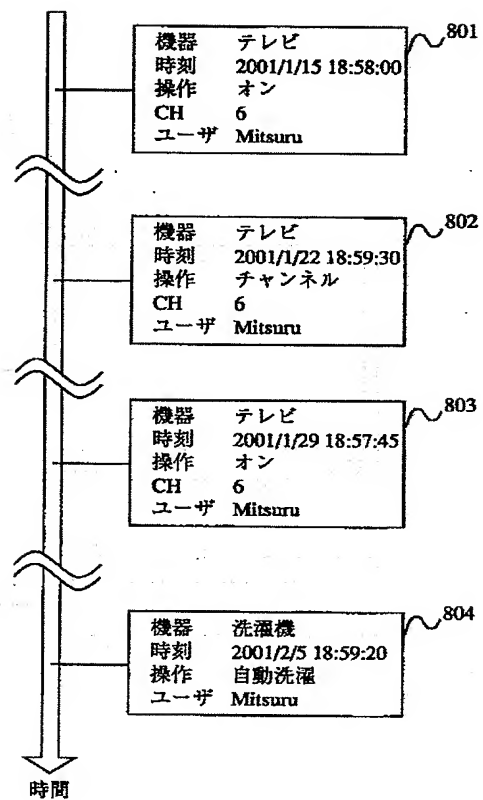 801
機器 テレビ
時刻 2001/1/15 18:58:00
操作 オン
CH 6
ユーザ Mitsuru
802
機器 テレビ
時刻 2001/1/22 18:59:30
操作 チャンネル
CH 6
ユーザ Mitsuru
803
機器 テレビ
時刻 2001/1/29 18:57:45
操作 オン
CH 6
ユーザ Mitsuru
804
機器 洗濯機
時刻 2001/2/5 18:59:20
操作 自動洗濯
ユーザ Mitsuru
時間